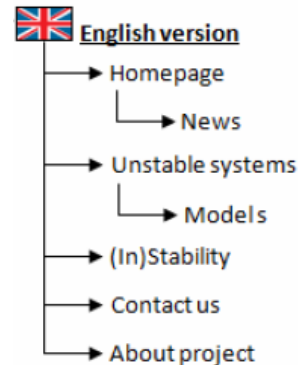 English version
Homepage
News
Unstable systems
Models
(In)Stability
Contact us
About project